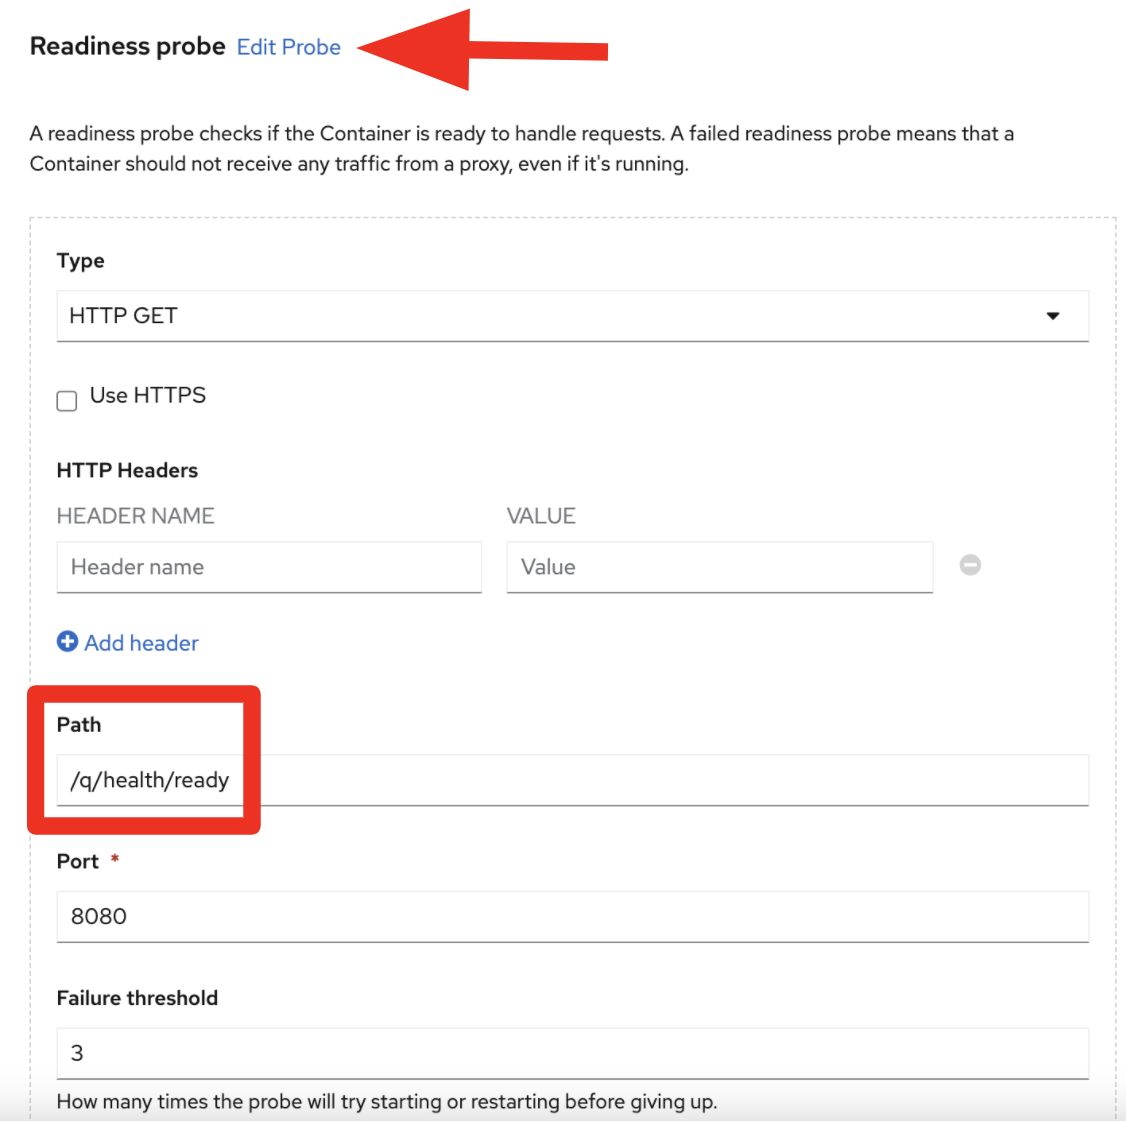 Readiness probe Edit Probe
A readiness probe checks if the Container is ready to handle requests. A failed readiness probe means that a
Container should not receive any traffic from a proxy, even if it's running.
Type
HTTP GET
Use HTTPS
HTTP Headers
HEADER NAME VALUE
Header name Value
Add header
Path
/q/health/ready
Port *
8080
Failure threshold
3
How many times the probe will try starting or restarting before giving up.